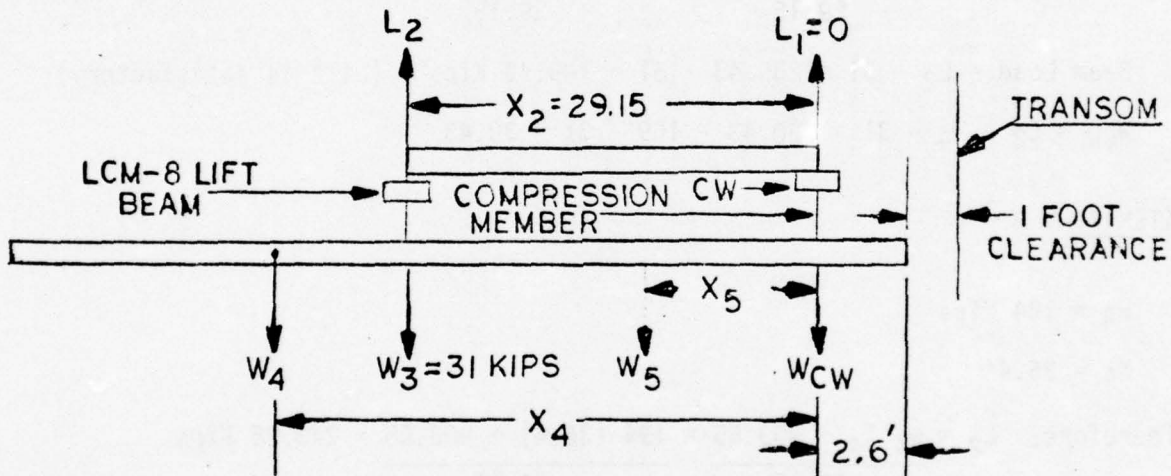 L₂
L₁=0
X₂ = 29.15
TRANSOM
LCM-8 LIFT
BEAM
COMPRESSION
MEMBER
CW
1 FOOT
CLEARANCE
X₅
W₄
W₃ = 31 KIPS
W₅
W_CW
X₄
2.6'